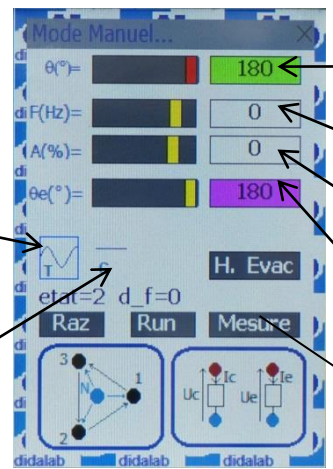 Mode Manuel... X
θ(°)= 180
F(Hz)= 0
A(%)= 0
θe(°)= 180
T
H. Evac
etat=2 d_f=0
Raz Run Mesure
3
N 1
2
Uc Ic Ue Ie
didalab didalab didalab